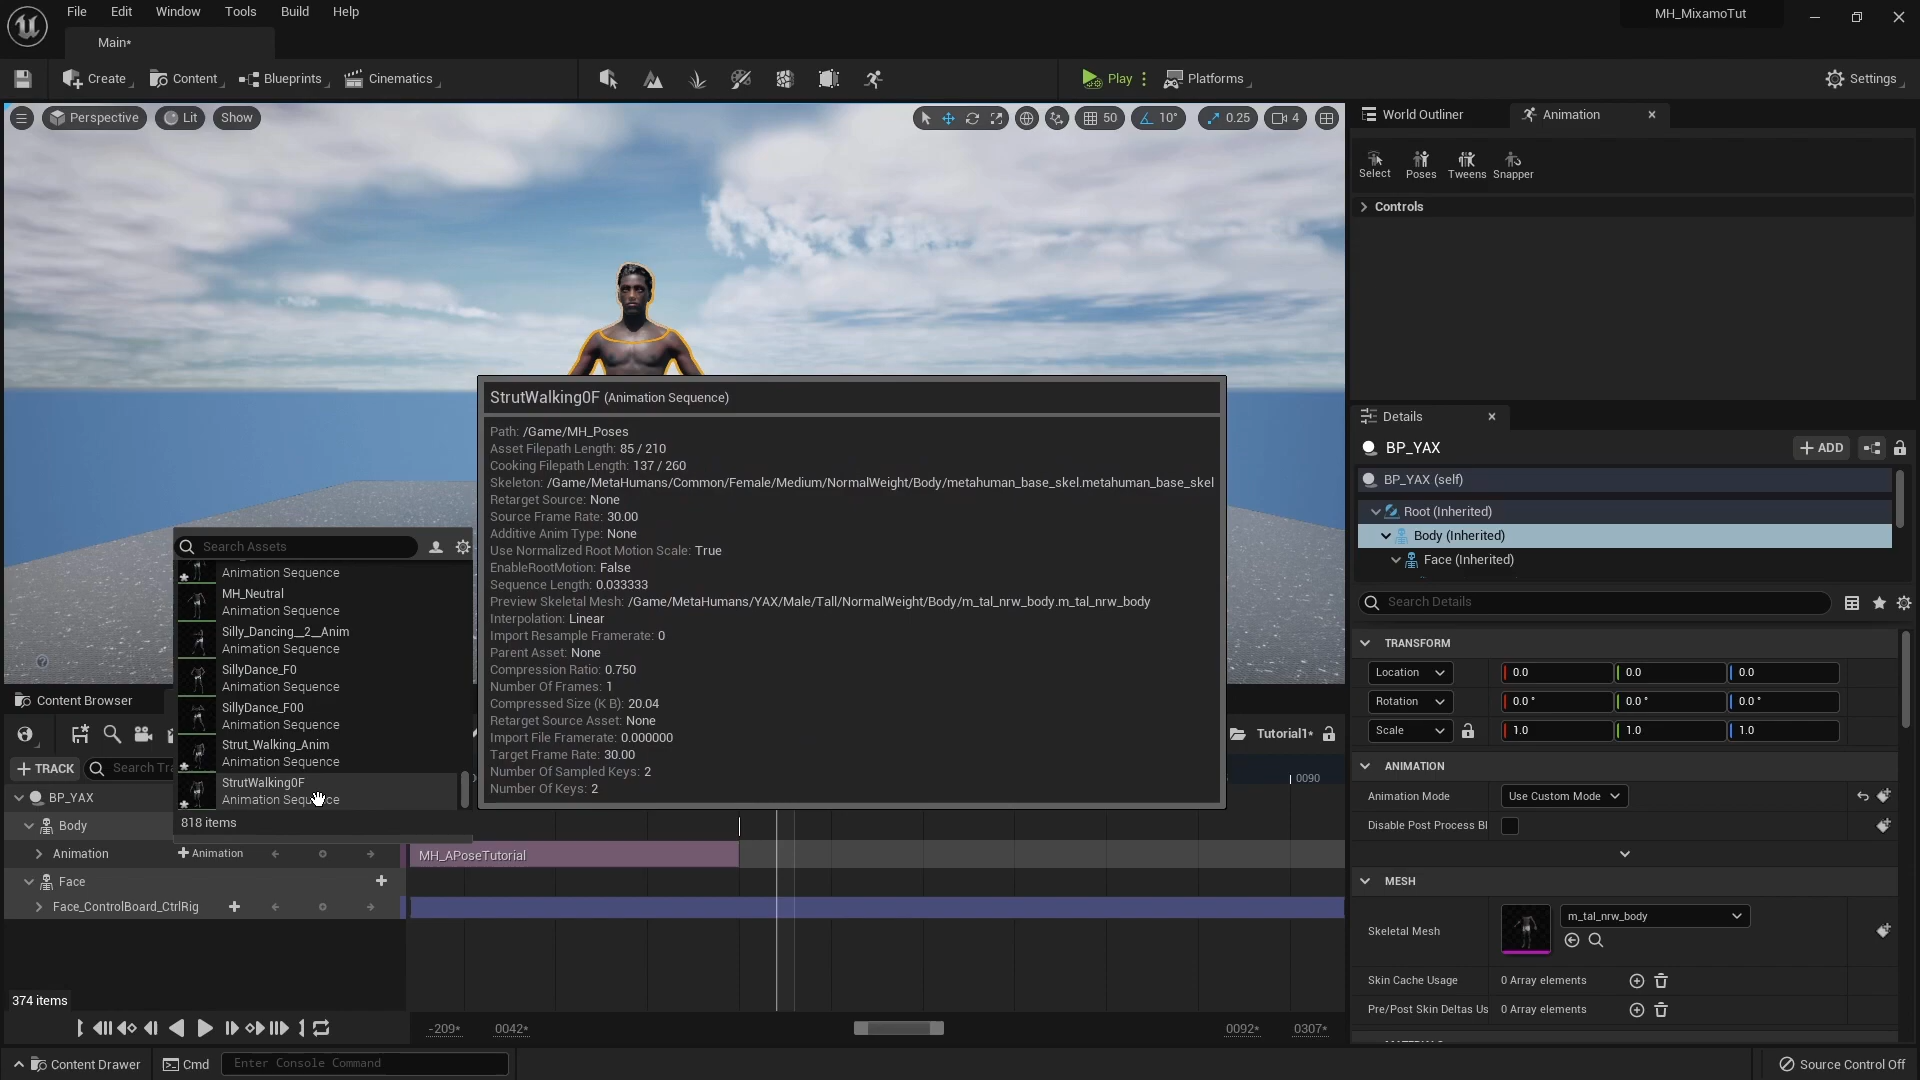 File Edit Window Tools Build Help
MH_MixamoTut
Main*
Create Content Blueprints Cinematics Play Platforms Settings
Perspective Lit Show 50 10° 0.25 4
World Outliner Animation
Select Poses Tweens Snapper
Controls
StrutWalking0F (Animation Sequence)
Path: /Game/MH_Poses
Asset Filepath Length: 85 / 210
Cooking Filepath Length: 137 / 260
Skeleton: /Game/MetaHumans/Common/Female/Medium/NormalWeight/Body/metahuman_base_skel.metahuman_base_skel
Retarget Source: None
Source Frame Rate: 30.00
Additive Anim Type: None
Use Normalized Root Motion Scale: True
EnableRootMotion: False
Sequence Length: 0.033333
Preview Skeletal Mesh: /Game/MetaHumans/YAX/Male/Tall/NormalWeight/Body/m_tal_nrw_body.m_tal_nrw_body
Interpolation: Linear
Import Resample Framerate: 0
Parent Asset: None
Compression Ratio: 0.750
Number Of Frames: 1
Compressed Size (K B): 20.04
Retarget Source Asset: None
Import File Framerate: 0.000000
Target Frame Rate: 30.00
Number Of Sampled Keys: 2
Number Of Keys: 2
Search Assets
Animation Sequence
MH_Neutral
Animation Sequence
Silly_Dancing__2__Anim
Animation Sequence
SillyDance_F0
Animation Sequence
SillyDance_F00
Animation Sequence
Strut_Walking_Anim
Animation Sequence
StrutWalking0F
Animation Sequence
818 items
Content Browser
Tutorial1*
TRACK Search Tra
0090
BP_YAX
Body
Animation Animation
MH_APoseTutorial
Face
Face_ControlBoard_CtrlRig
374 items
-209* 0042* 0092* 0307*
Details
BP_YAX ADD
BP_YAX (self)
Root (Inherited)
Body (Inherited)
Face (Inherited)
Search Details
TRANSFORM
Location 0.0 0.0 0.0
Rotation 0.0 ° 0.0 ° 0.0 °
Scale 1.0 1.0 1.0
ANIMATION
Animation Mode Use Custom Mode
Disable Post Process Bl
MESH
Skeletal Mesh m_tal_nrw_body
Skin Cache Usage 0 Array elements
Pre/Post Skin Deltas Us 0 Array elements
Content Drawer Cmd Enter Console Command Source Control Off